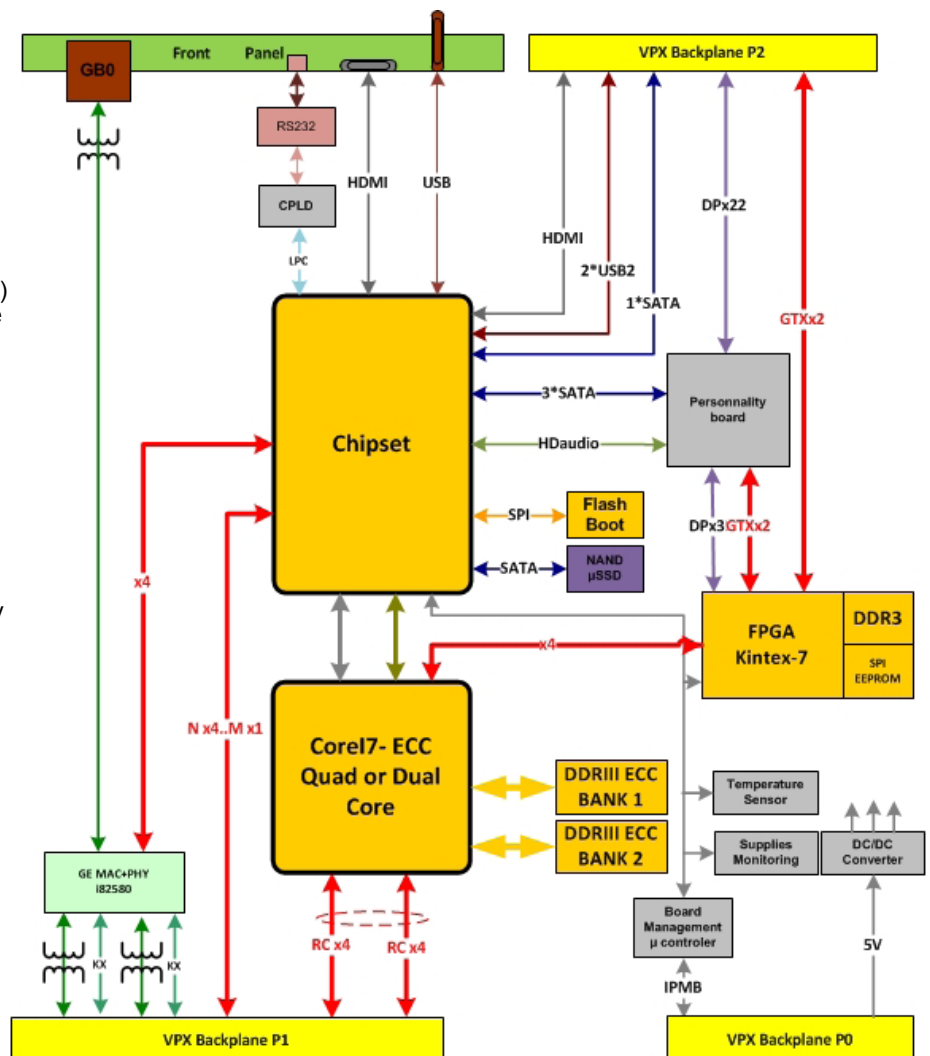 GB0
Front Panel
VPX Backplane P2
RS232
CPLD
LPC
HDMI
USB
HDMI
2*USB2
1*SATA
DPx22
GTXx2
)
e
Chipset
3*SATA
HDaudio
Personnality
board
SPI
Flash
Boot
SATA
NAND
µSSD
DPx3
GTXx2
x4
y
FPGA
Kintex-7
DDR3
SPI
EEPROM
x4
N x4..M x1
CoreI7- ECC
Quad or Dual
Core
DDRIII ECC
BANK 1
DDRIII ECC
BANK 2
Temperature
Sensor
Supplies
Monitoring
DC/DC
Converter
GE MAC+PHY
i82580
Board
Management
µ controler
KX
KX
RC x4
RC x4
IPMB
5V
VPX Backplane P1
VPX Backplane P0